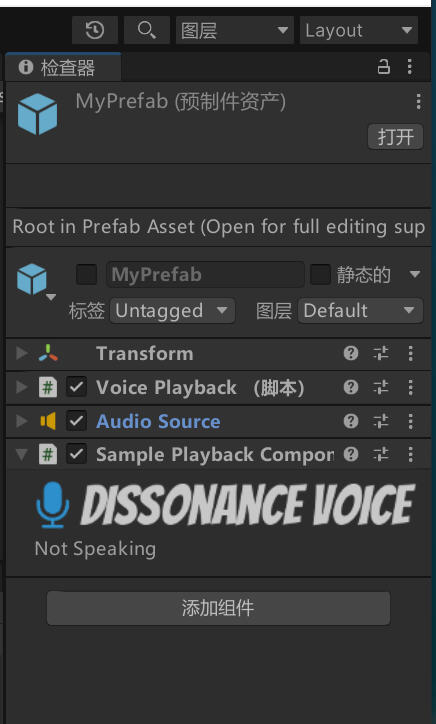 图层 Layout
检查器
MyPrefab (预制件资产)
打开
Root in Prefab Asset (Open for full editing sup
MyPrefab 静态的
标签 Untagged 图层 Default
Transform
Voice Playback （脚本）
Audio Source
Sample Playback Compon
DISSONANCE VOICE
Not Speaking
添加组件